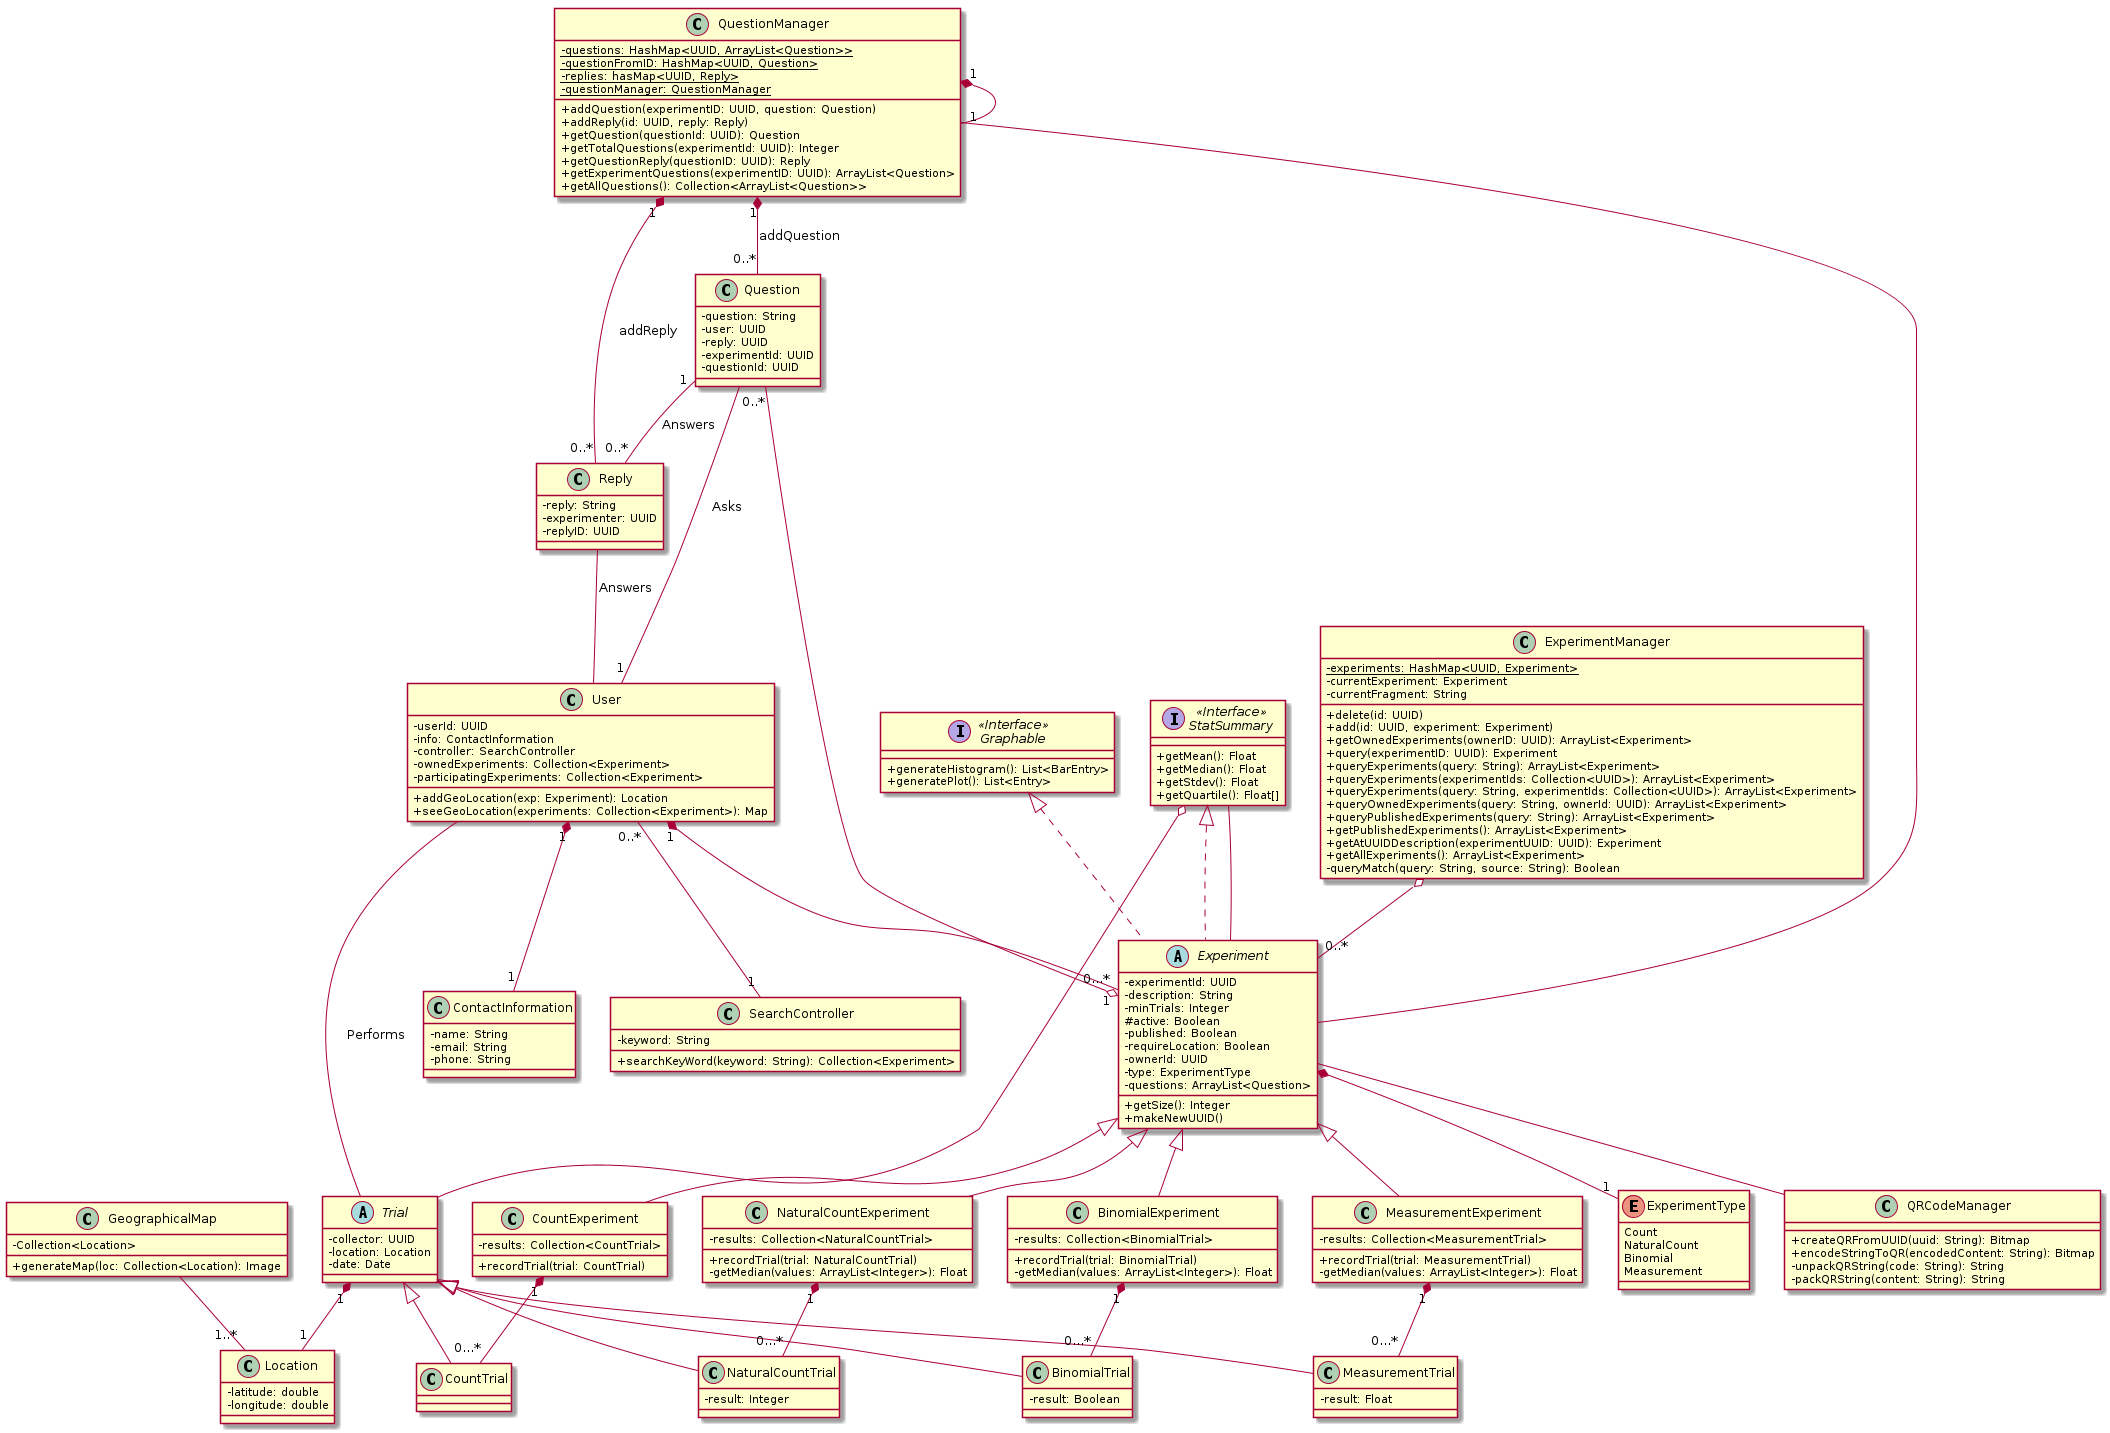 QuestionManager
-questions: HashMap<UUID, ArrayList<Question>>
-questionFromID: HashMap<UUID, Question>
-replies: hasMap<UUID, Reply>
-questionManager: QuestionManager
+addQuestion(experimentID: UUID, question: Question)
+addReply(id: UUID, reply: Reply)
+getQuestion(questionId: UUID): Question
+getTotalQuestions(experimentId: UUID): Integer
+getQuestionReply(questionID: UUID): Reply
+getExperimentQuestions(experimentID: UUID): ArrayList<Question>
+getAllQuestions(): Collection<ArrayList<Question>>
1
1
1
1
addQuestion
0..*
Question
-question: String
-user: UUID
-reply: UUID
-experimentId: UUID
-questionId: UUID
addReply
1
0..*
Answers
0..*
0..*
Reply
-reply: String
-experimenter: UUID
-replyID: UUID
Asks
Answers
1
User
-userId: UUID
-info: ContactInformation
-controller: SearchController
-ownedExperiments: Collection<Experiment>
-participatingExperiments: Collection<Experiment>
+addGeoLocation(exp: Experiment): Location
+seeGeoLocation(experiments: Collection<Experiment>): Map
1
0..*
1
«Interface»
Graphable
+generateHistogram(): List<BarEntry>
+generatePlot(): List<Entry>
«Interface»
StatSummary
+getMean(): Float
+getMedian(): Float
+getStdev(): Float
+getQuartile(): Float[]
ExperimentManager
-experiments: HashMap<UUID, Experiment>
-currentExperiment: Experiment
-currentFragment: String
+delete(id: UUID)
+add(id: UUID, experiment: Experiment)
+getOwnedExperiments(ownerID: UUID): ArrayList<Experiment>
+query(experimentID: UUID): Experiment
+queryExperiments(query: String): ArrayList<Experiment>
+queryExperiments(experimentIds: Collection<UUID>): ArrayList<Experiment>
+queryExperiments(query: String, experimentIds: Collection<UUID>): ArrayList<Experiment>
+queryOwnedExperiments(query: String, ownerId: UUID): ArrayList<Experiment>
+queryPublishedExperiments(query: String): ArrayList<Experiment>
+getPublishedExperiments(): ArrayList<Experiment>
+getAtUUIDDescription(experimentUUID: UUID): Experiment
+getAllExperiments(): ArrayList<Experiment>
-queryMatch(query: String, source: String): Boolean
0..*
Performs
1
ContactInformation
-name: String
-email: String
-phone: String
1
SearchController
-keyword: String
+searchKeyWord(keyword: String): Collection<Experiment>
0...*
1
Experiment
-experimentId: UUID
-description: String
-minTrials: Integer
#active: Boolean
-published: Boolean
-requireLocation: Boolean
-ownerId: UUID
-type: ExperimentType
-questions: ArrayList<Question>
+getSize(): Integer
+makeNewUUID()
GeographicalMap
-Collection<Location>
+generateMap(loc: Collection<Location): Image
Trial
-collector: UUID
-location: Location
-date: Date
CountExperiment
-results: Collection<CountTrial>
+recordTrial(trial: CountTrial)
NaturalCountExperiment
-results: Collection<NaturalCountTrial>
+recordTrial(trial: NaturalCountTrial)
-getMedian(values: ArrayList<Integer>): Float
BinomialExperiment
-results: Collection<BinomialTrial>
+recordTrial(trial: BinomialTrial)
-getMedian(values: ArrayList<Integer>): Float
MeasurementExperiment
-results: Collection<MeasurementTrial>
+recordTrial(trial: MeasurementTrial)
-getMedian(values: ArrayList<Integer>): Float
1
ExperimentType
Count
NaturalCount
Binomial
Measurement
QRCodeManager
+createQRFromUUID(uuid: String): Bitmap
+encodeStringToQR(encodedContent: String): Bitmap
-unpackQRString(code: String): String
-packQRString(content: String): String
1
1
1
1
1
1..*
1
0...*
0...*
0...*
0...*
Location
-latitude: double
-longitude: double
CountTrial
NaturalCountTrial
-result: Integer
BinomialTrial
-result: Boolean
MeasurementTrial
-result: Float